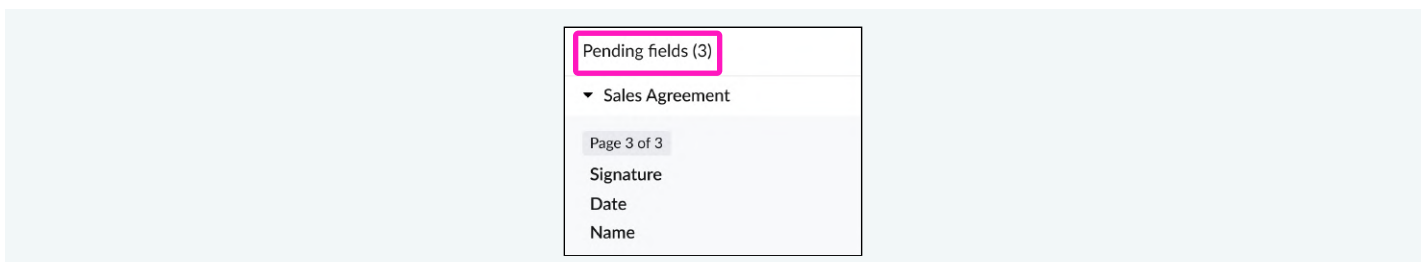 Pending fields (3)
Sales Agreement
Page 3 of 3
Signature
Date
Name